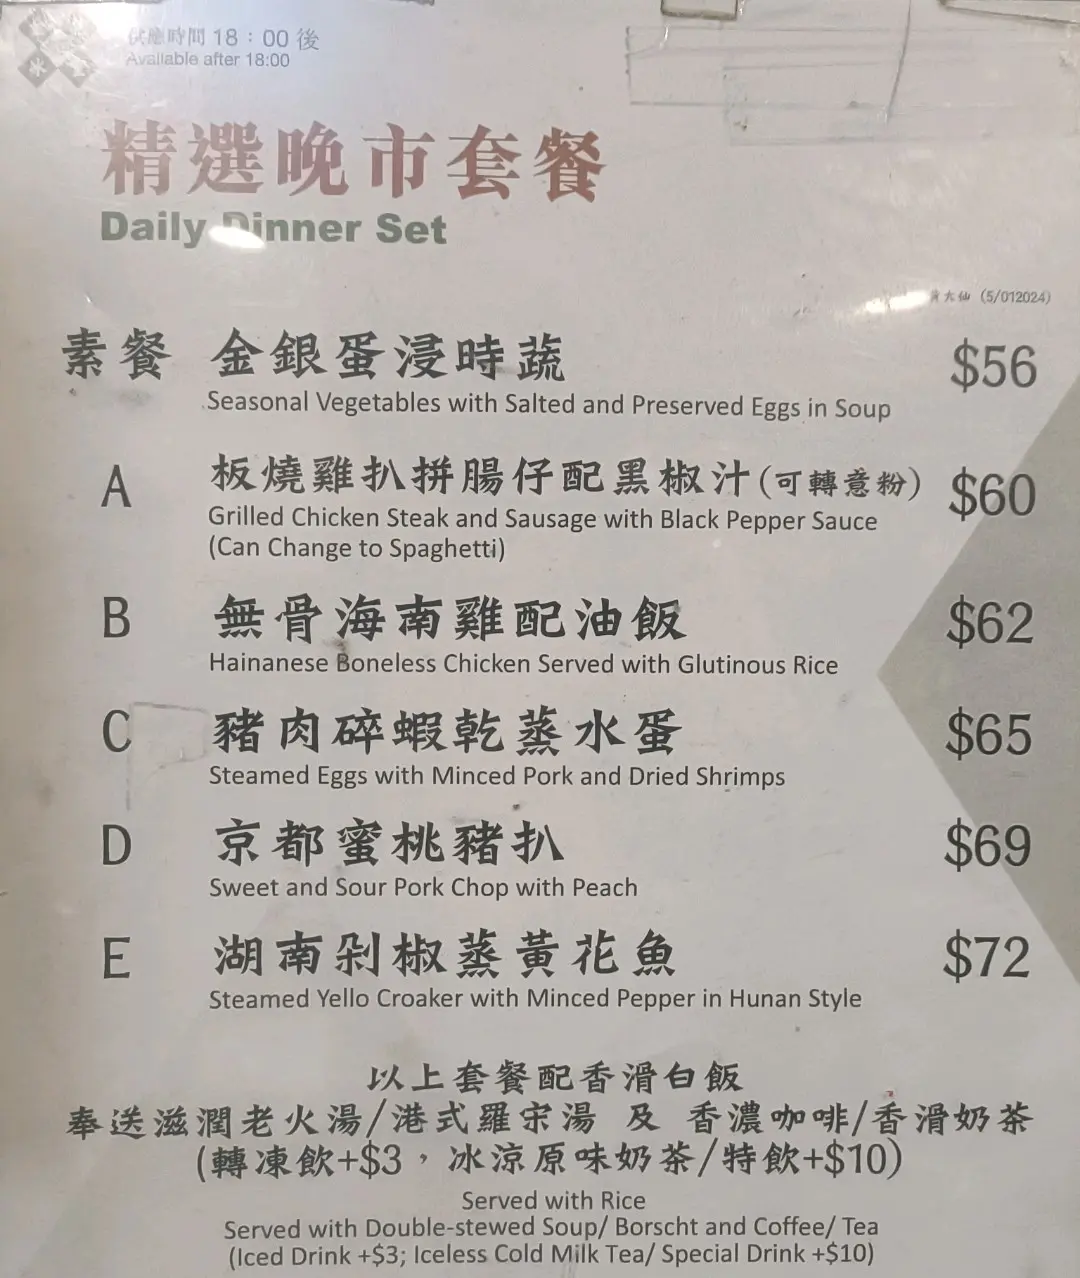 供應時間 18：00 後
Available after 18:00
精選晚市套餐
Daily Dinner Set
黃大仙 (5/012024)
素餐 金銀蛋浸時蔬 $56
Seasonal Vegetables with Salted and Preserved Eggs in Soup
A 板燒雞扒拼腸仔配黑椒汁(可轉意粉) $60
Grilled Chicken Steak and Sausage with Black Pepper Sauce
(Can Change to Spaghetti)
B 無骨海南雞配油飯 $62
Hainanese Boneless Chicken Served with Glutinous Rice
C 豬肉碎蝦乾蒸水蛋 $65
Steamed Eggs with Minced Pork and Dried Shrimps
D 京都蜜桃豬扒 $69
Sweet and Sour Pork Chop with Peach
E 湖南剁椒蒸黃花魚 $72
Steamed Yello Croaker with Minced Pepper in Hunan Style
以上套餐配香滑白飯
奉送滋潤老火湯/港式羅宋湯 及 香濃咖啡/香滑奶茶
(轉凍飲+$3，冰涼原味奶茶/特飲+$10)
Served with Rice
Served with Double-stewed Soup/ Borscht and Coffee/ Tea
(Iced Drink +$3; Iceless Cold Milk Tea/ Special Drink +$10)